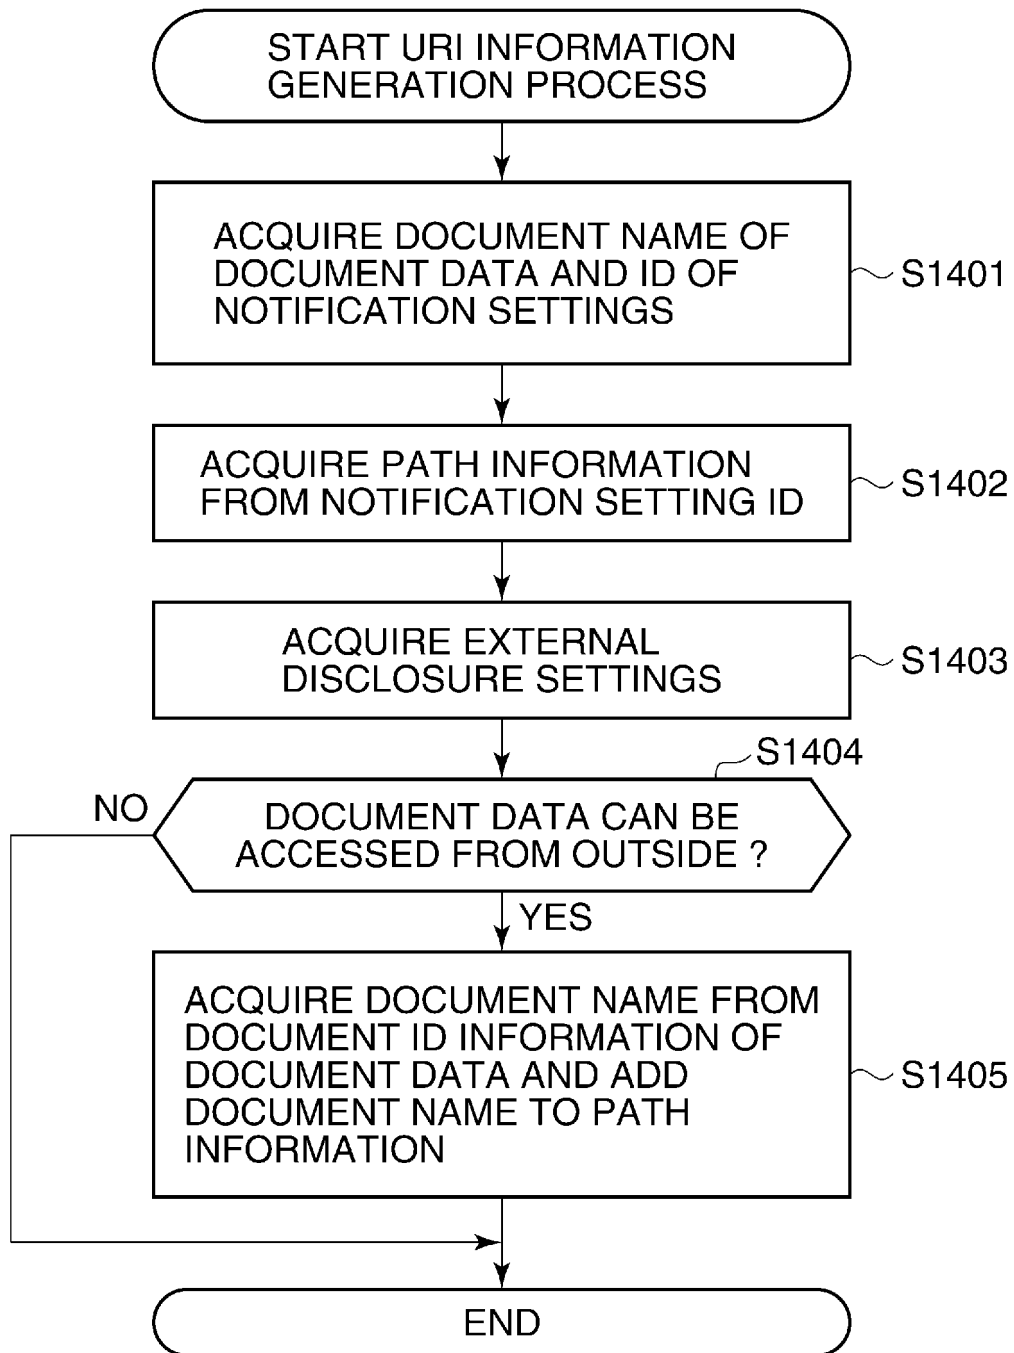 START URI INFORMATION
GENERATION PROCESS
ACQUIRE DOCUMENT NAME OF
DOCUMENT DATA AND ID OF
NOTIFICATION SETTINGS
S1401
ACQUIRE PATH INFORMATION
FROM NOTIFICATION SETTING ID
S1402
ACQUIRE EXTERNAL
DISCLOSURE SETTINGS
S1403
S1404
NO
DOCUMENT DATA CAN BE
ACCESSED FROM OUTSIDE ?
YES
ACQUIRE DOCUMENT NAME FROM
DOCUMENT ID INFORMATION OF
DOCUMENT DATA AND ADD
DOCUMENT NAME TO PATH
INFORMATION
S1405
END